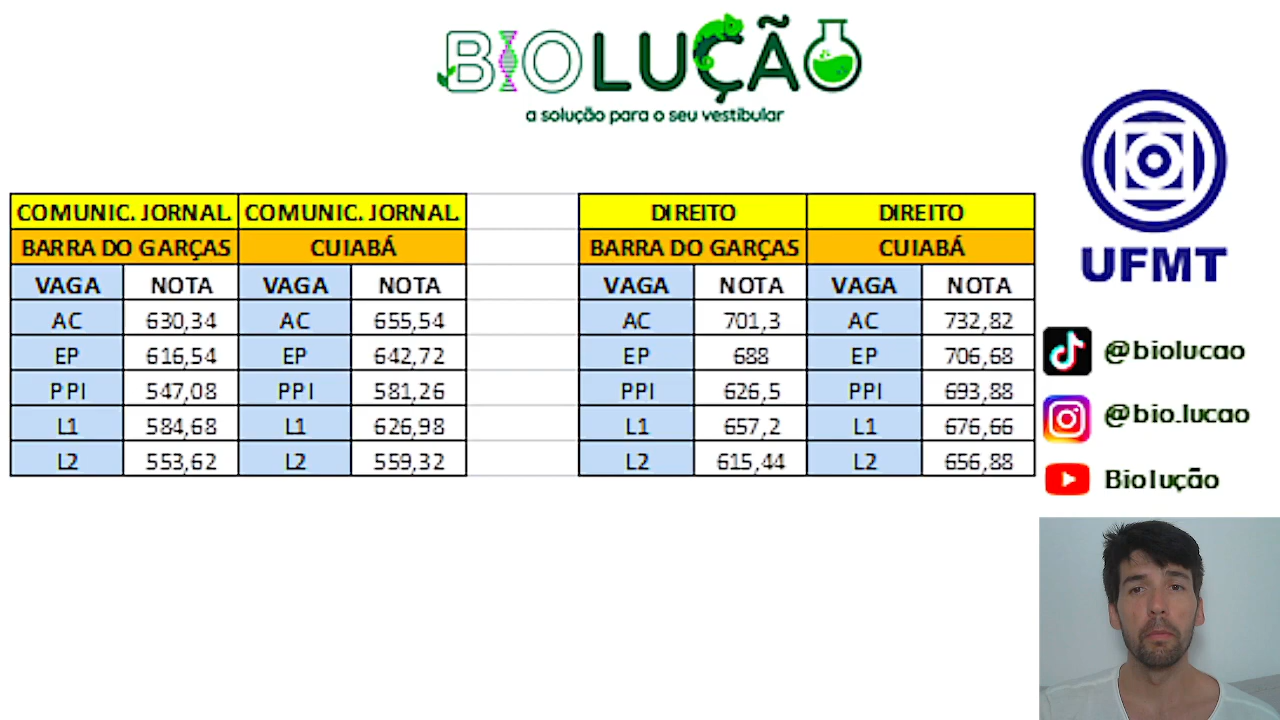 BIOLUÇÃO
a solução para o seu vestibular
UFMT
COMUNIC. JORNAL. COMUNIC. JORNAL. DIREITO DIREITO
BARRA DO GARÇAS CUIABÁ BARRA DO GARÇAS CUIABÁ
VAGA NOTA VAGA NOTA VAGA NOTA VAGA NOTA
AC 630,34 AC 655,54 AC 701,3 AC 732,82
EP 616,54 EP 642,72 EP 688 EP 706,68
PPI 547,08 PPI 581,26 PPI 626,5 PPI 693,88
L1 584,68 L1 626,98 L1 657,2 L1 676,66
L2 553,62 L2 559,32 L2 615,44 L2 656,88
@biolucao
@bio.lucao
Biolução